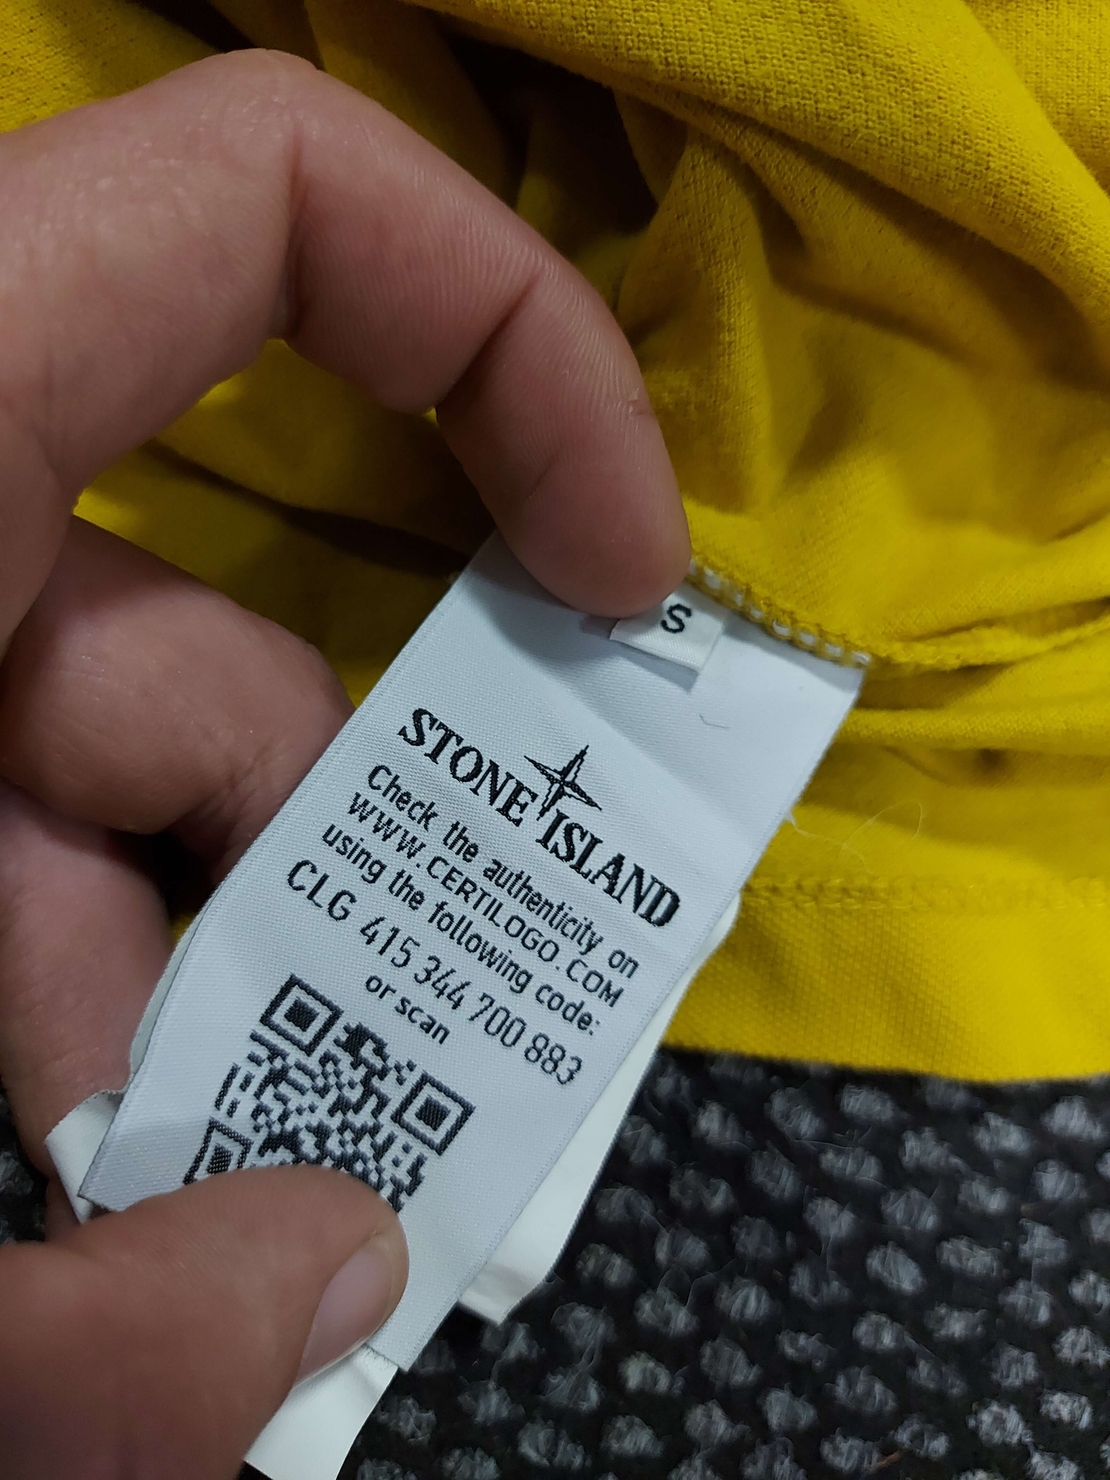 S
STONE ISLAND
Check the authenticity on
WWW.CERTILOGO.COM
using the following code:
CLG 415 344 700 883
or scan